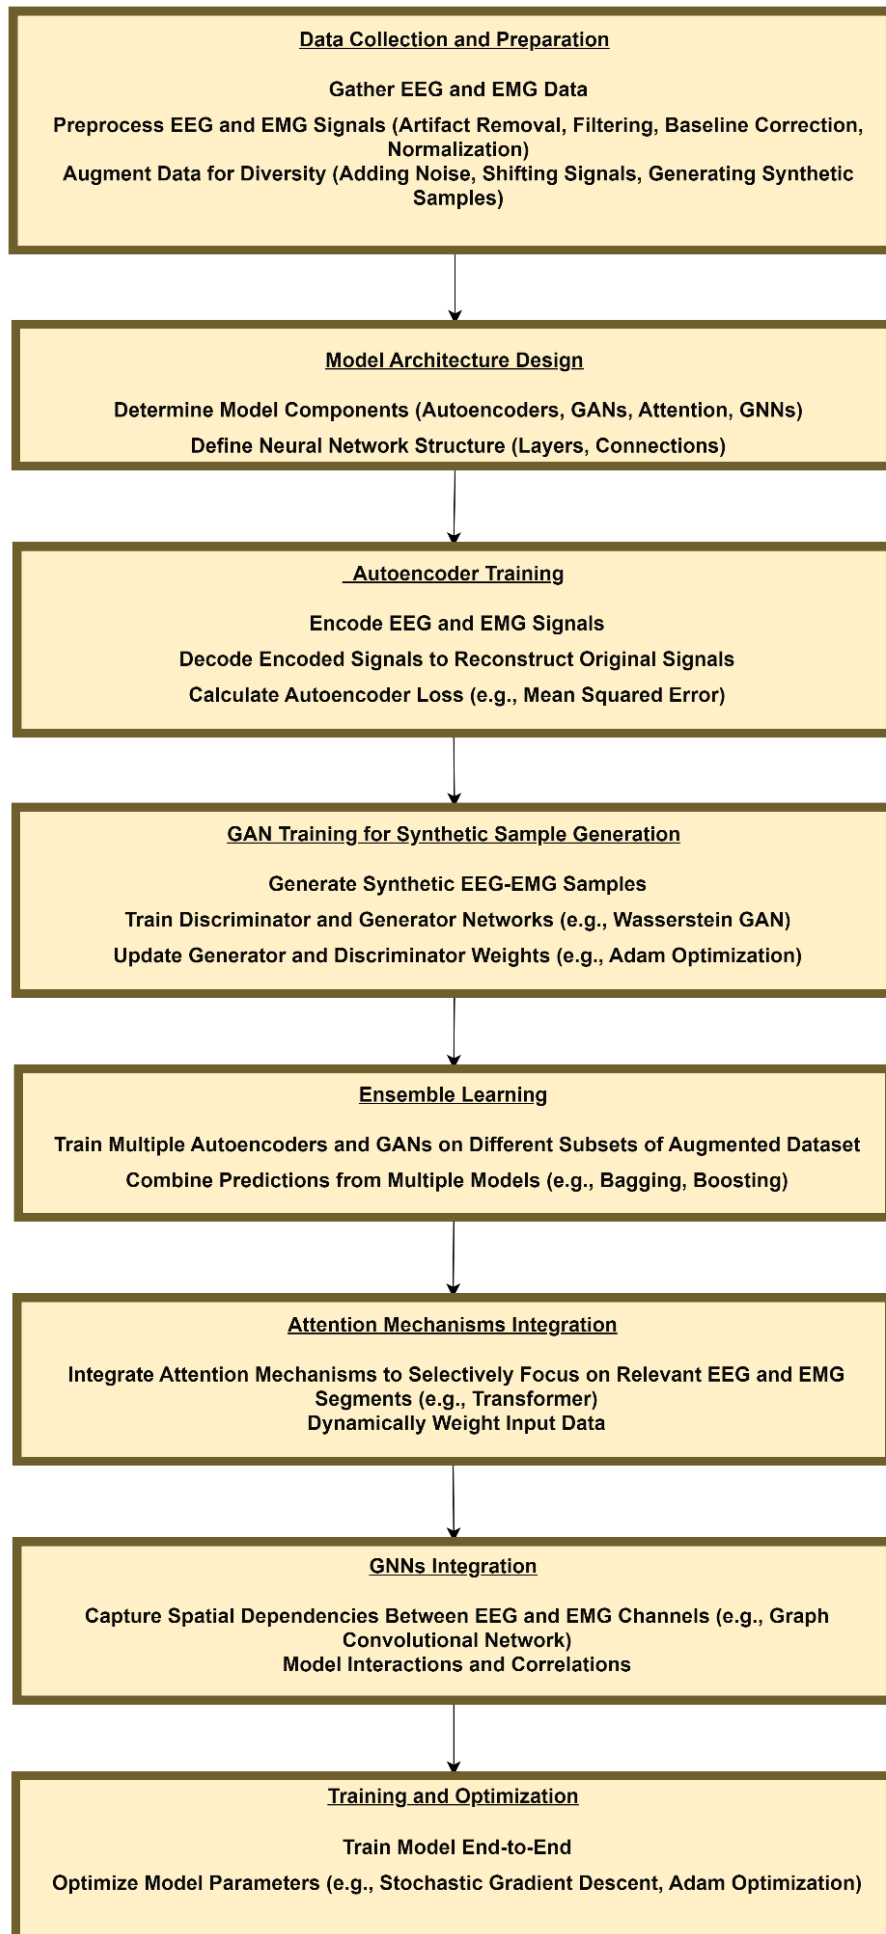 Data Collection and Preparation
Gather EEG and EMG Data
Preprocess EEG and EMG Signals (Artifact Removal, Filtering, Baseline Correction,
Normalization)
Augment Data for Diversity (Adding Noise, Shifting Signals, Generating Synthetic
Samples)
Model Architecture Design
Determine Model Components (Autoencoders, GANs, Attention, GNNs)
Define Neural Network Structure (Layers, Connections)
Autoencoder Training
Encode EEG and EMG Signals
Decode Encoded Signals to Reconstruct Original Signals
Calculate Autoencoder Loss (e.g., Mean Squared Error)
GAN Training for Synthetic Sample Generation
Generate Synthetic EEG-EMG Samples
Train Discriminator and Generator Networks (e.g., Wasserstein GAN)
Update Generator and Discriminator Weights (e.g., Adam Optimization)
Ensemble Learning
Train Multiple Autoencoders and GANs on Different Subsets of Augmented Dataset
Combine Predictions from Multiple Models (e.g., Bagging, Boosting)
Attention Mechanisms Integration
Integrate Attention Mechanisms to Selectively Focus on Relevant EEG and EMG
Segments (e.g., Transformer)
Dynamically Weight Input Data
GNNs Integration
Capture Spatial Dependencies Between EEG and EMG Channels (e.g., Graph
Convolutional Network)
Model Interactions and Correlations
Training and Optimization
Train Model End-to-End
Optimize Model Parameters (e.g., Stochastic Gradient Descent, Adam Optimization)